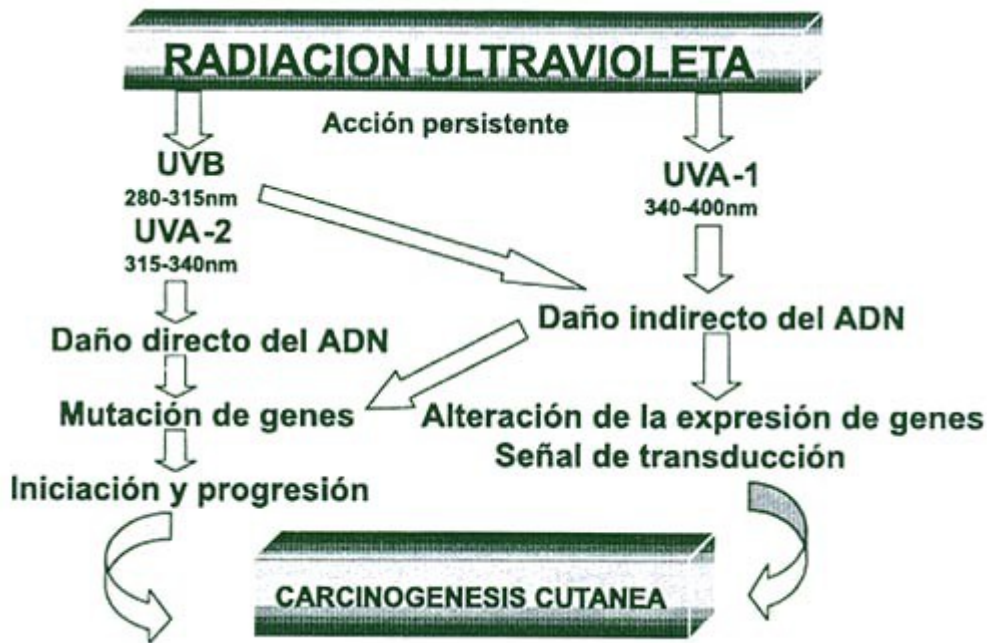 RADIACION ULTRAVIOLETA
Acción persistente
UVB
280-315nm
UVA-2
315-340nm
UVA-1
340-400nm
Daño directo del ADN
Daño indirecto del ADN
Mutación de genes
Alteración de la expresión de genes
Señal de transducción
Iniciación y progresión
CARCINOGENESIS CUTANEA